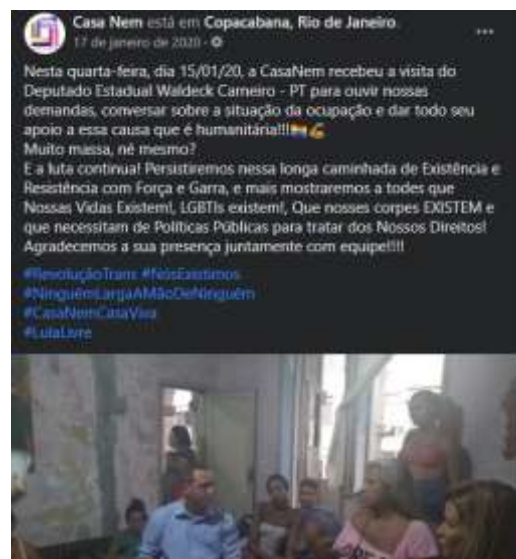 Casa Nem está em Copacabana, Rio de Janeiro.
17 de janeiro de 2020 ·
Nesta quarta-feira, dia 15/01/20, a CasaNem recebeu a visita do
Deputado Estadual Waldeck Carneiro - PT para ouvir nossas
demandas, conversar sobre a situação da ocupação e dar todo seu
apoio a essa causa que é humanitária!!!🏳️‍🌈💪
Muito massa, né mesmo?
E a luta continua! Persistiremos nessa longa caminhada de Existência e
Resistência com Força e Garra, e mais mostraremos a todes que
Nossas Vidas Existem!, LGBTIs existem!, Que nosses corpes EXISTEM e
que necessitam de Políticas Públicas para tratar dos Nossos Direitos!
Agradecemos a sua presença juntamente com equipe!!!!
#RevoluçãoTrans #NósExistimos
#NinguémLargaAMãoDeNinguém
#CasaNemCasaViva
#LulaLivre